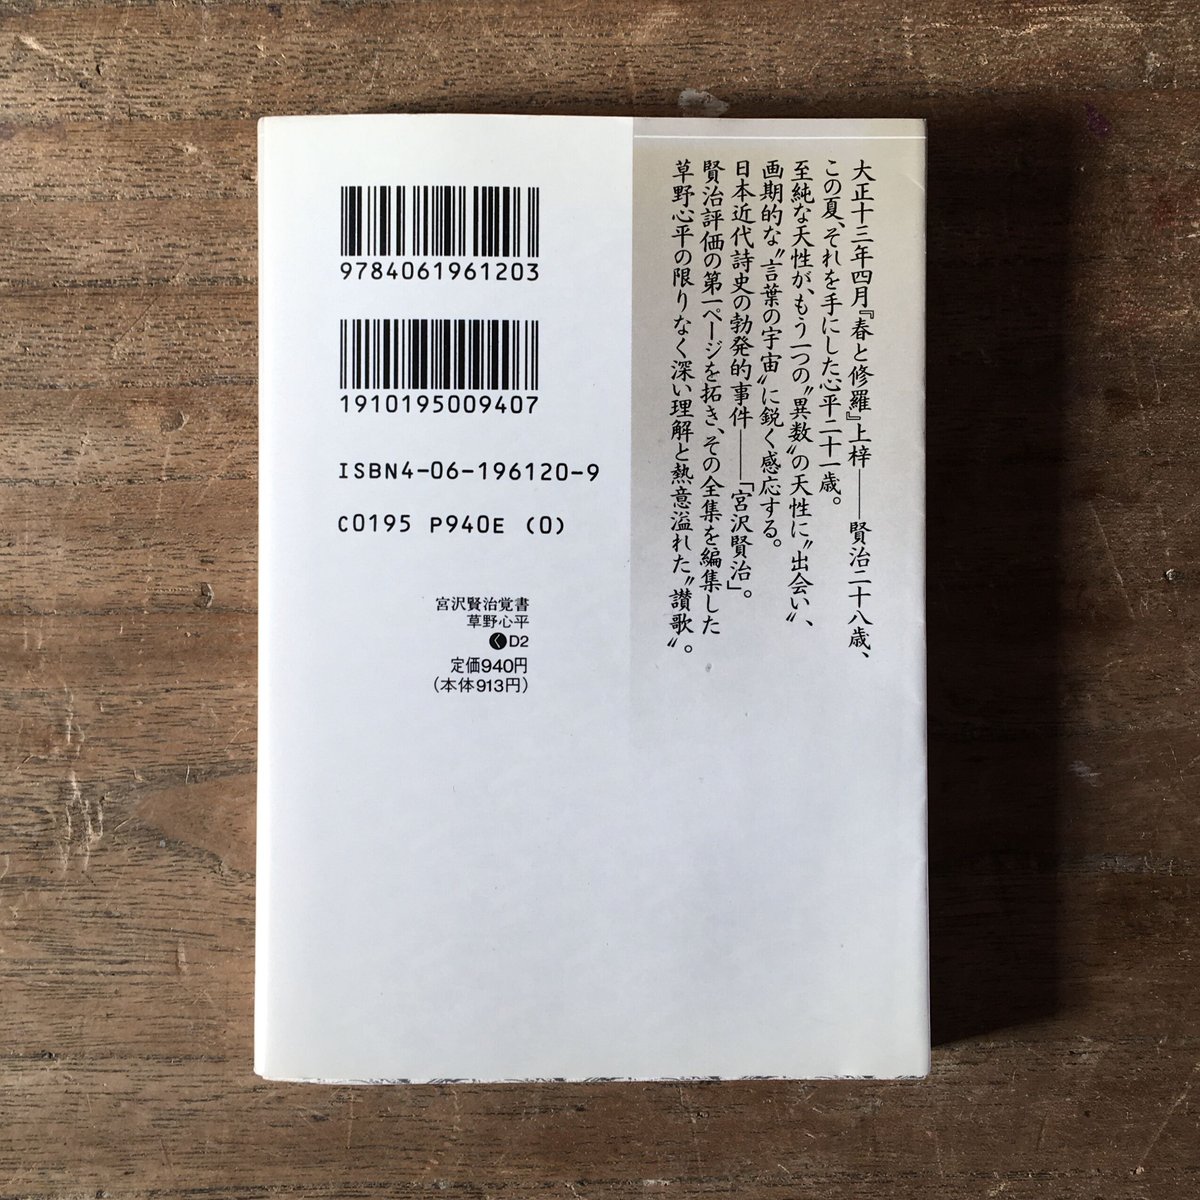 大正十三年四月『春と修羅』上梓――賢治二十八歳、
この夏、それを手にした心平二十一歳。
至純な天性が、もう一つの〝異数〟の天性に〝出会い〟、
画期的な〝言葉の宇宙〟に鋭く感応する。
日本近代詩史の勃発的事件――「宮沢賢治」。
賢治評価の第一ページを拓き、その全集を編集した
草野心平の限りなく深い理解と熱意溢れた〝讃歌〟。
9784061961203
1910195009407
ISBN4-06-196120-9
C0195 P940E (0)
宮沢賢治覚書
草野心平
くD2
定価940円
(本体913円)